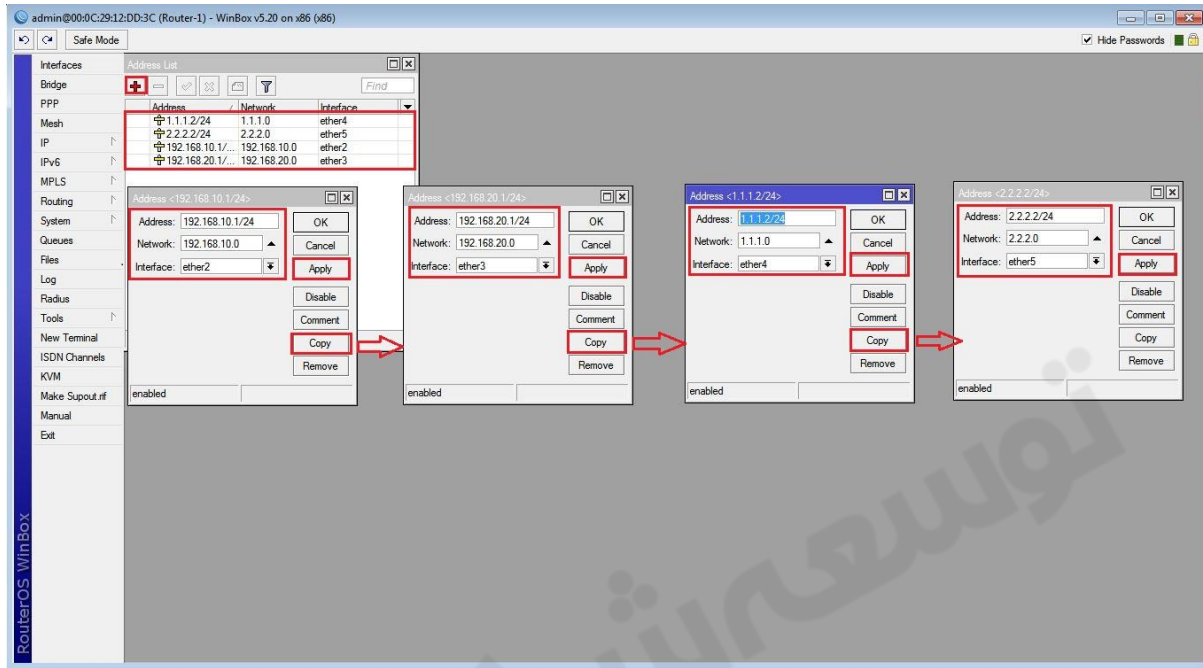 admin@00:0C:29:12:DD:3C (Router-1) - WinBox v5.20 on x86 (x86)
Safe Mode
Hide Passwords
Interfaces
Bridge
PPP
Mesh
IP
IPv6
MPLS
Routing
System
Queues
Files
Log
Radius
Tools
New Terminal
ISDN Channels
KVM
Make Supout.rif
Manual
Exit
RouterOS WinBox
Address List
Find
Address / Network Interface
1.1.1.2/24 1.1.1.0 ether4
2.2.2.2/24 2.2.2.0 ether5
192.168.10.1/... 192.168.10.0 ether2
192.168.20.1/... 192.168.20.0 ether3
Address <192.168.10.1/24>
Address: 192.168.10.1/24 OK
Network: 192.168.10.0 Cancel
Interface: ether2 Apply
Disable
Comment
Copy
Remove
enabled
Address <192.168.20.1/24>
Address: 192.168.20.1/24 OK
Network: 192.168.20.0 Cancel
Interface: ether3 Apply
Disable
Comment
Copy
Remove
enabled
Address <1.1.1.2/24>
Address: 1.1.1.2/24 OK
Network: 1.1.1.0 Cancel
Interface: ether4 Apply
Disable
Comment
Copy
Remove
enabled
Address <2.2.2.2/24>
Address: 2.2.2.2/24 OK
Network: 2.2.2.0 Cancel
Interface: ether5 Apply
Disable
Comment
Copy
Remove
enabled
توسعه